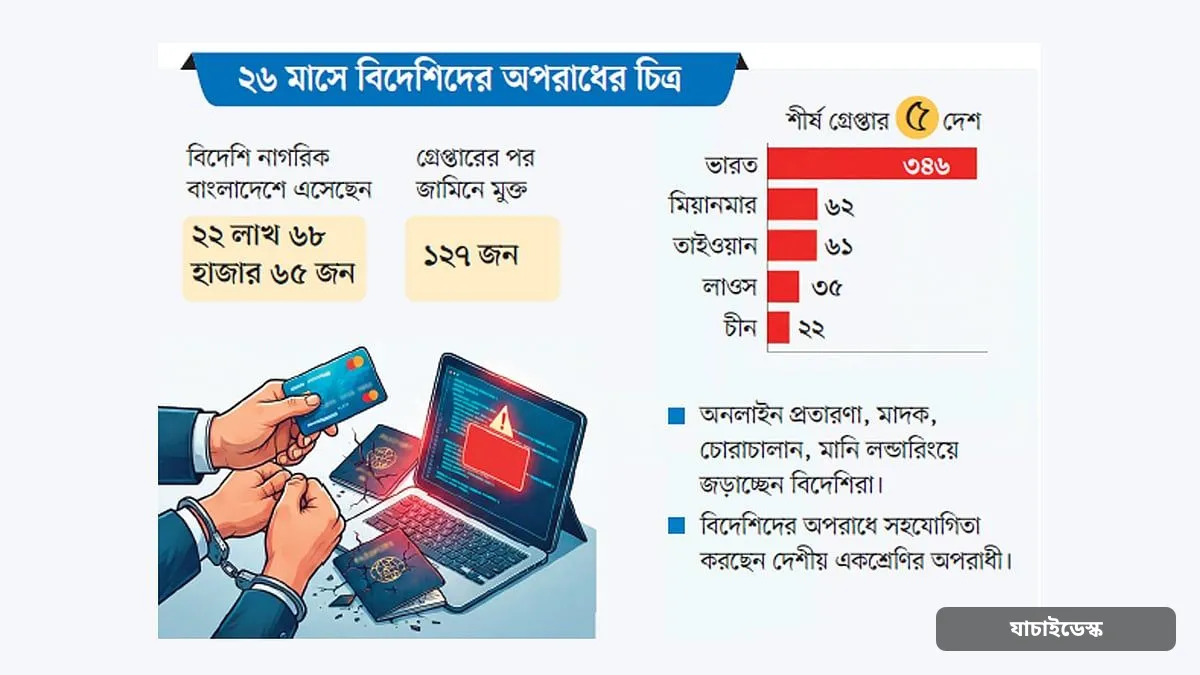 ২৬ মাসে বিদেশিদের অপরাধের চিত্র
বিদেশি নাগরিক
বাংলাদেশে এসেছেন
২২ লাখ ৬৮
হাজার ৬৫ জন
গ্রেপ্তারের পর
জামিনে মুক্ত
১২৭ জন
শীর্ষ গ্রেপ্তার ৫ দেশ
ভারত ৩৪৬
মিয়ানমার ৬২
তাইওয়ান ৬১
লাওস ৩৫
চীন ২২
অনলাইন প্রতারণা, মাদক,
চোরাচালান, মানি লন্ডারিংয়ে
জড়াচ্ছেন বিদেশিরা।
বিদেশিদের অপরাধে সহযোগিতা
করছেন দেশীয় একশ্রেণির অপরাধী।
যাচাইডেস্ক